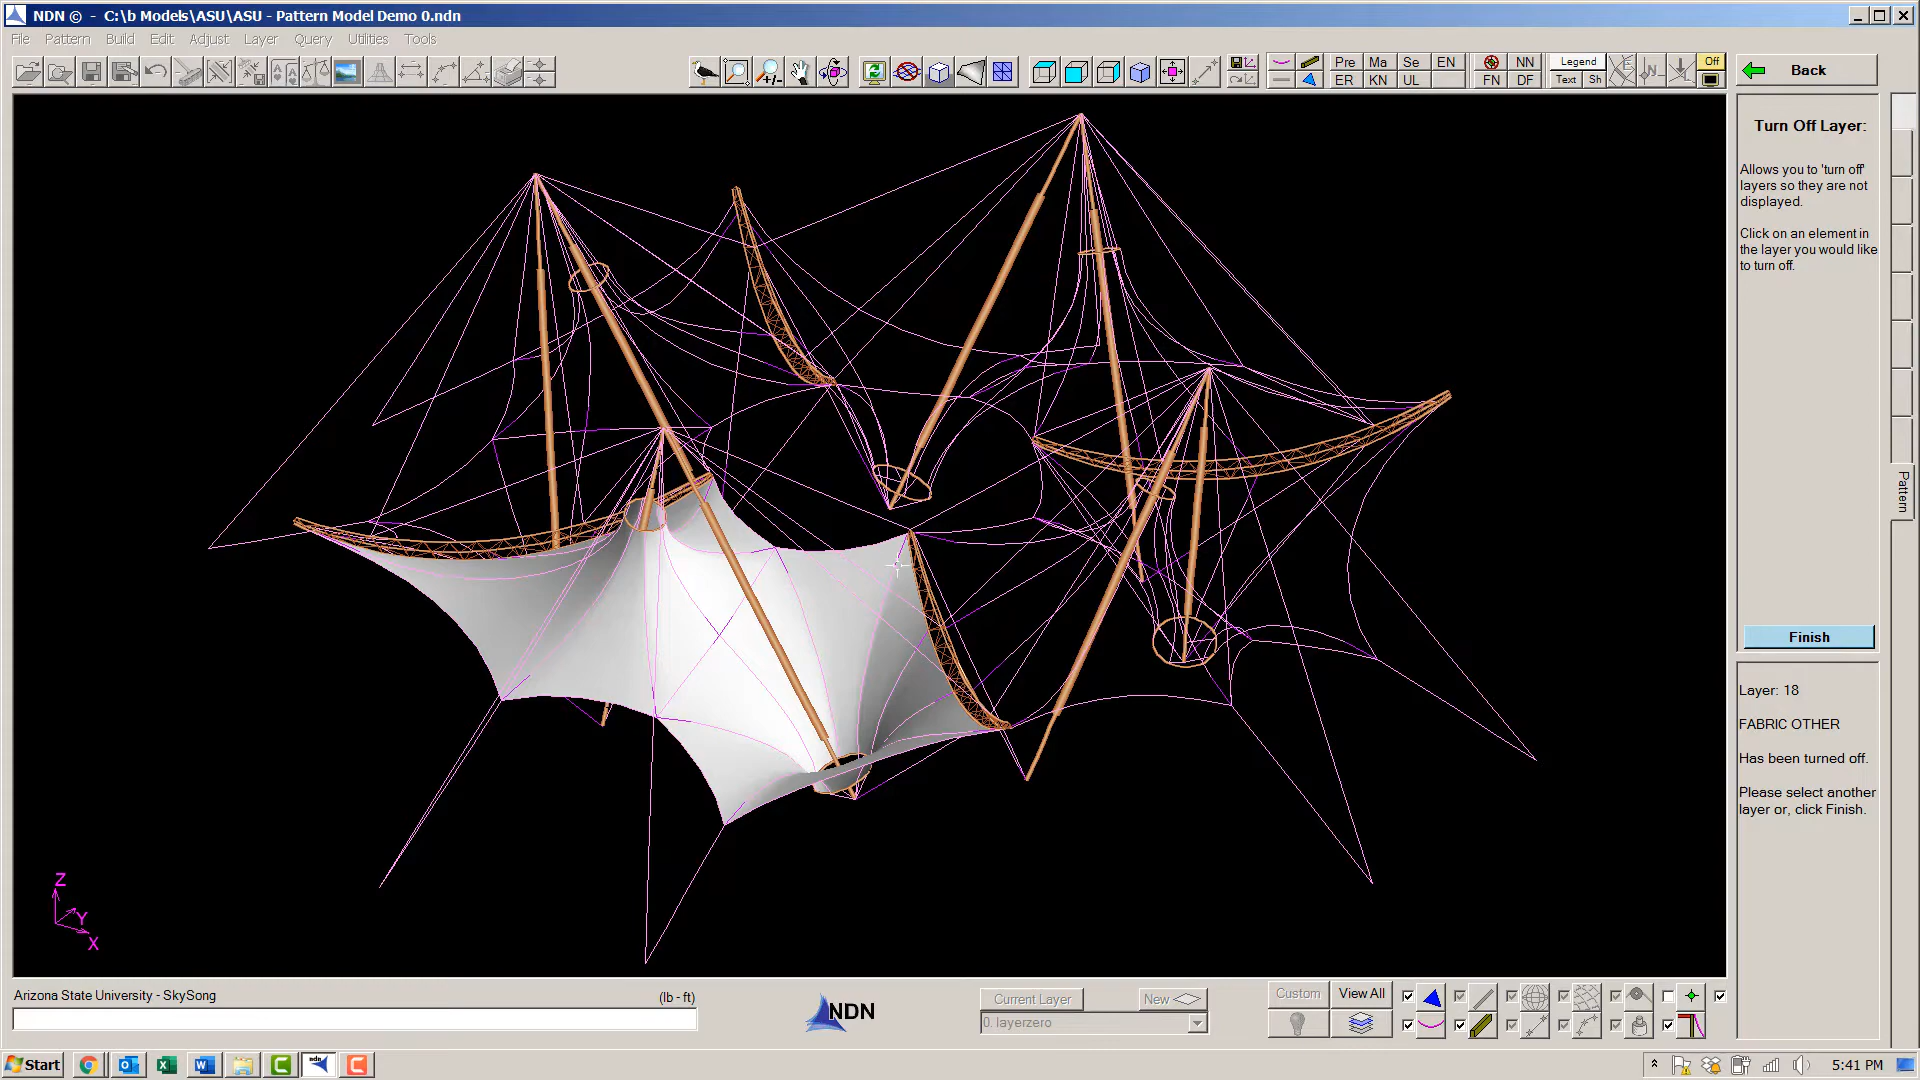 NDN © - C:\b Models\ASU\ASU - Pattern Model Demo 0.ndn
File Pattern Build Edit Adjust Layer Query Utilities Tools
Pre Ma Se EN NN Legend Off
ER KN UL FN DF Text Sh
Back
Turn Off Layer:
Allows you to 'turn off'
layers so they are not
displayed.
Click on an element in
the layer you would like
to turn off.
Pattern
Finish
Layer: 18
FABRIC OTHER
Has been turned off.
Please select another
layer or, click Finish.
Z
Y
X
Arizona State University - SkySong
(lb - ft)
NDN
Current Layer
New
0. layerzero
Custom
View All
Start
5:41 PM